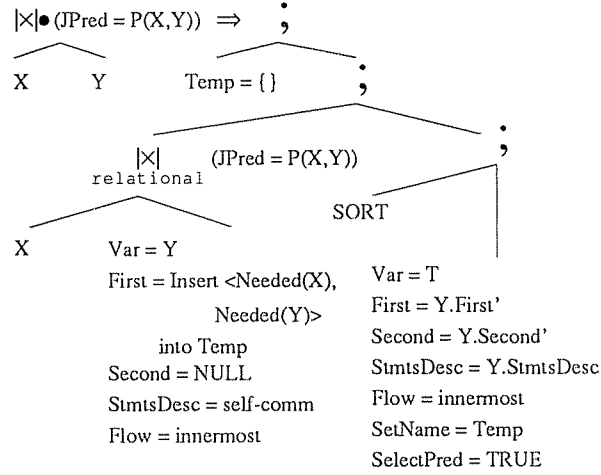 |×|● (JPred = P(X,Y)) ⇒ ;
X Y Temp = { } ;
|×| (JPred = P(X,Y)) ;
relational
SORT
X Var = Y
First = Insert <Needed(X),
Needed(Y)>
into Temp
Second = NULL
StmtsDesc = self-comm
Flow = innermost
Var = T
First = Y.First’
Second = Y.Second’
StmtsDesc = Y.StmtsDesc
Flow = innermost
SetName = Temp
SelectPred = TRUE